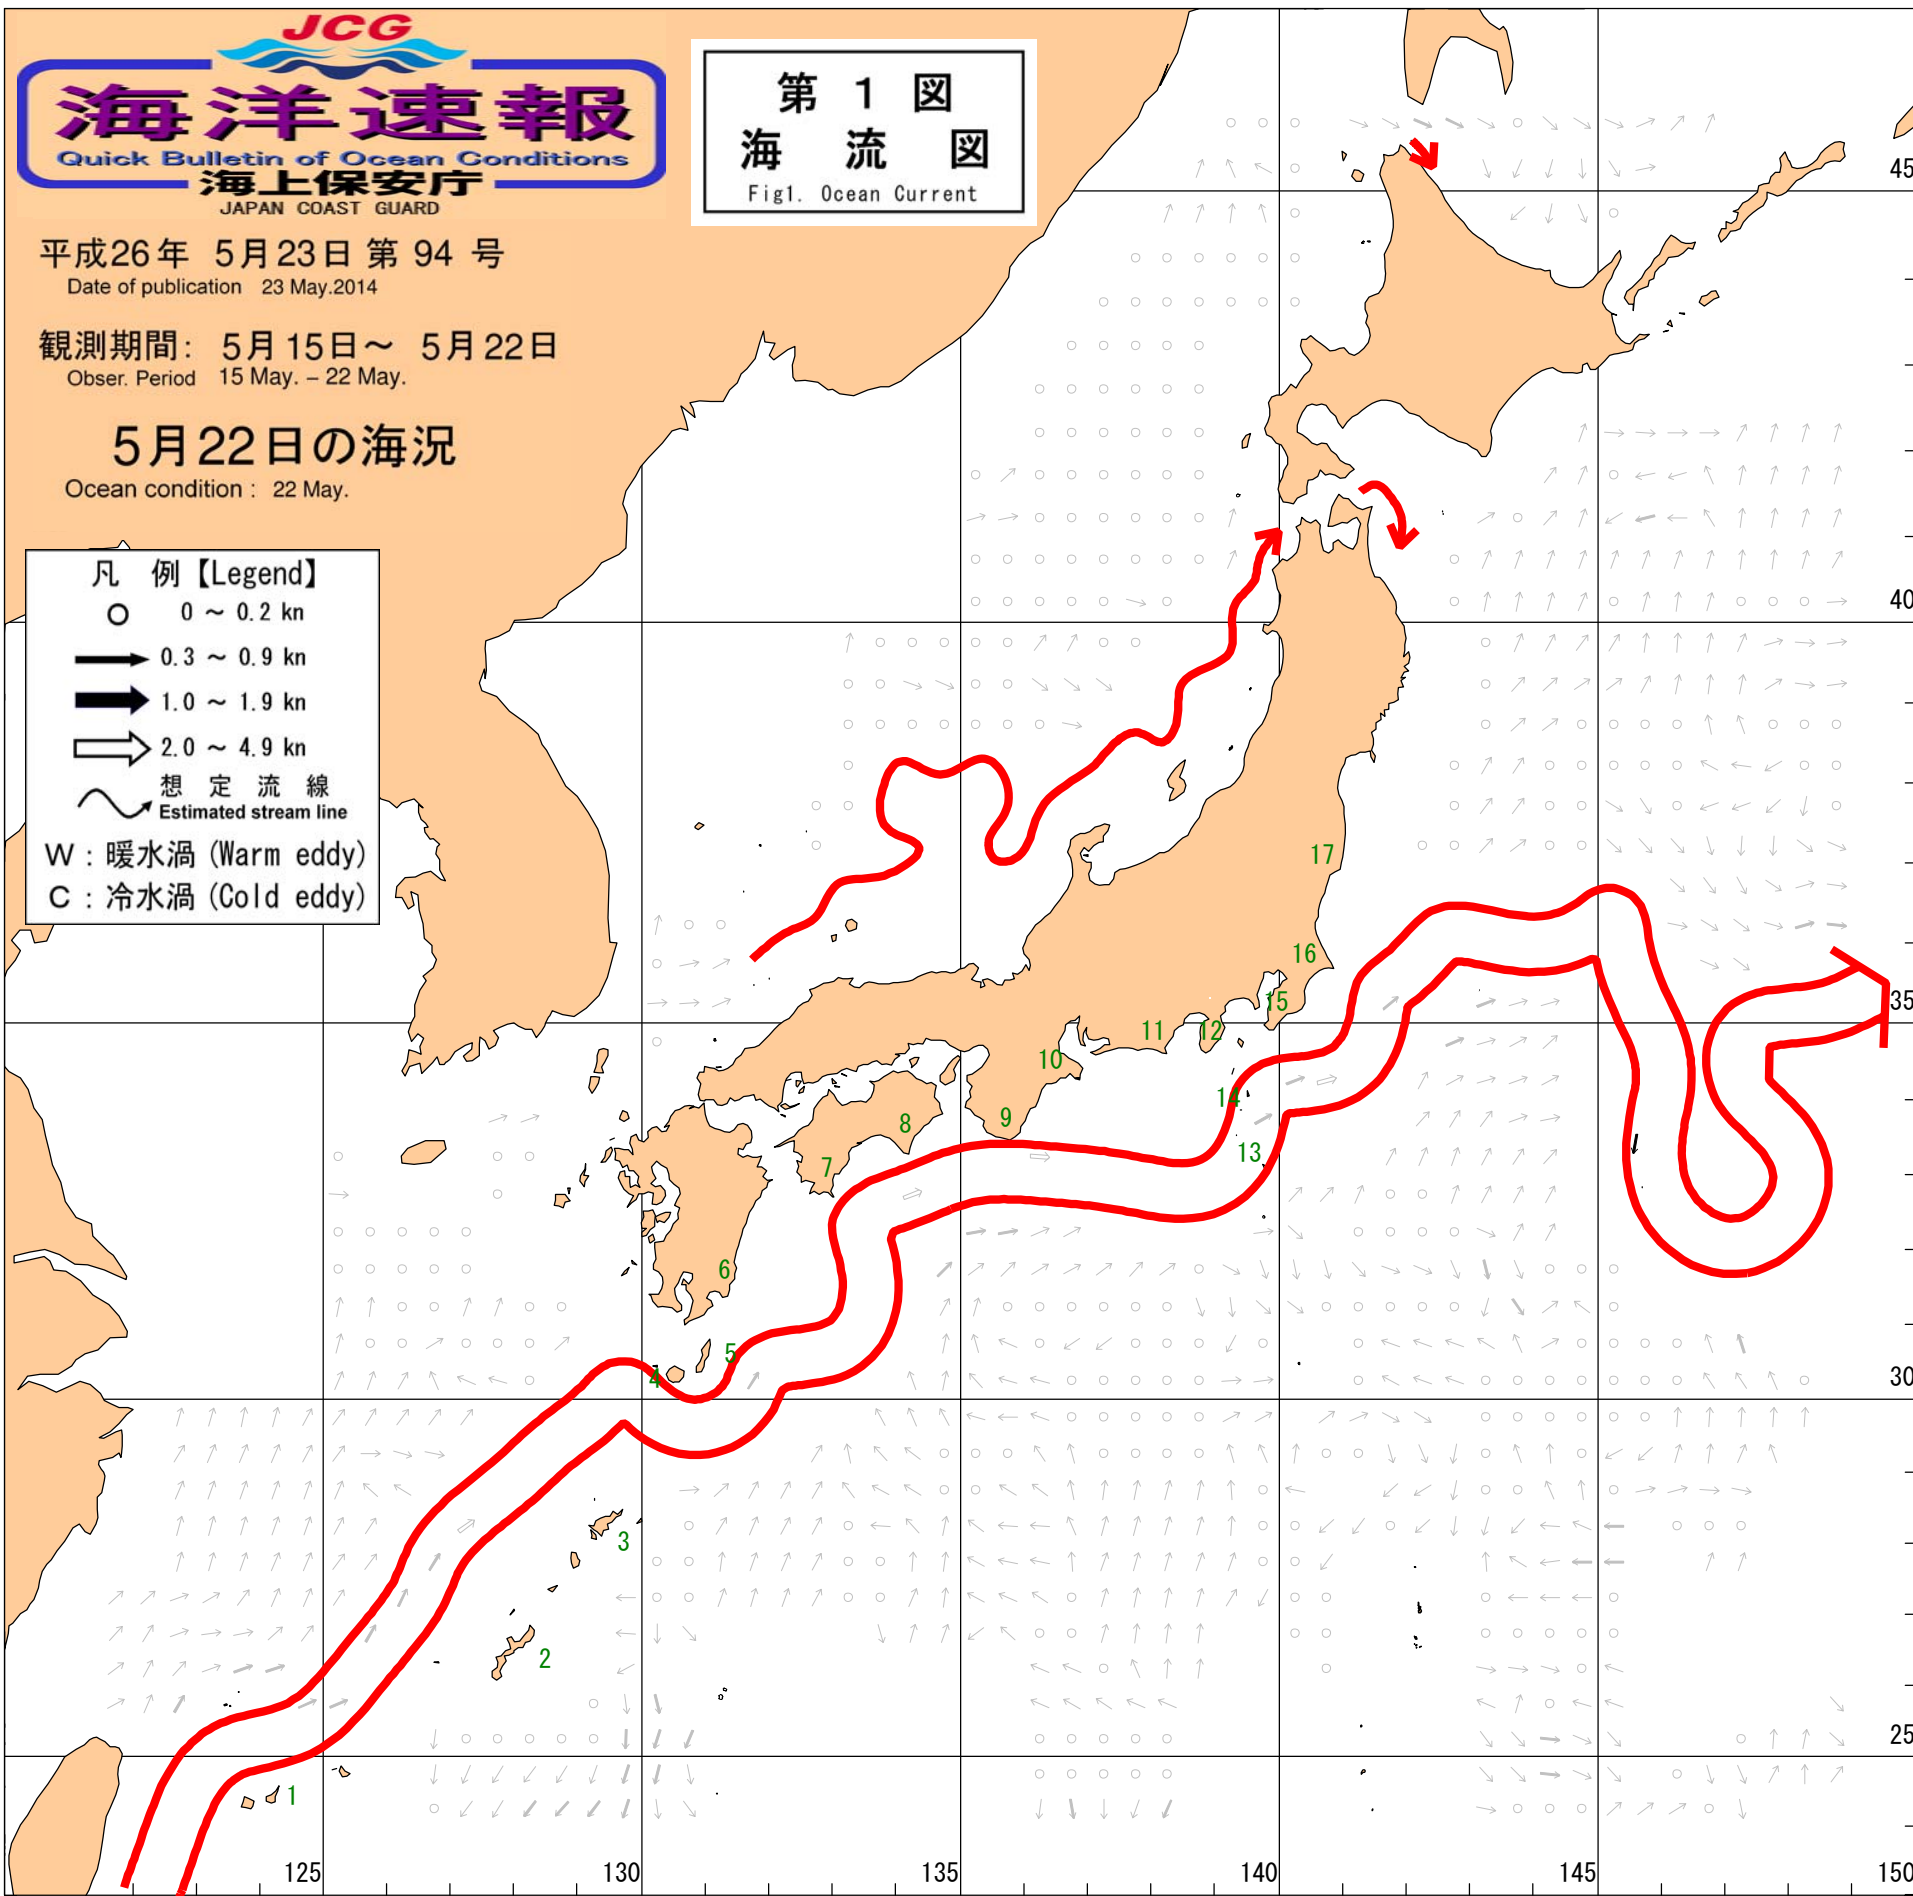 JCG
海洋速報
Quick Bulletin of Ocean Conditions
海上保安庁
JAPAN COAST GUARD
平成26年 5月23日 第 94 号
Date of publication 23 May.2014
観測期間: 5月15日～ 5月22日
Obser. Period 15 May. – 22 May.
5月22日の海況
Ocean condition : 22 May.
第 1 図
海 流 図
Fig1. Ocean Current
凡 例【Legend】
0 ～ 0.2 kn
0.3 ～ 0.9 kn
1.0 ～ 1.9 kn
2.0 ～ 4.9 kn
想 定 流 線
Estimated stream line
W : 暖水渦 (Warm eddy)
C : 冷水渦 (Cold eddy)
45
40
17
16
35
15
12
11
10
14
9
8
13
7
6
5
4
30
3
2
25
1
125
130
135
140
145
150